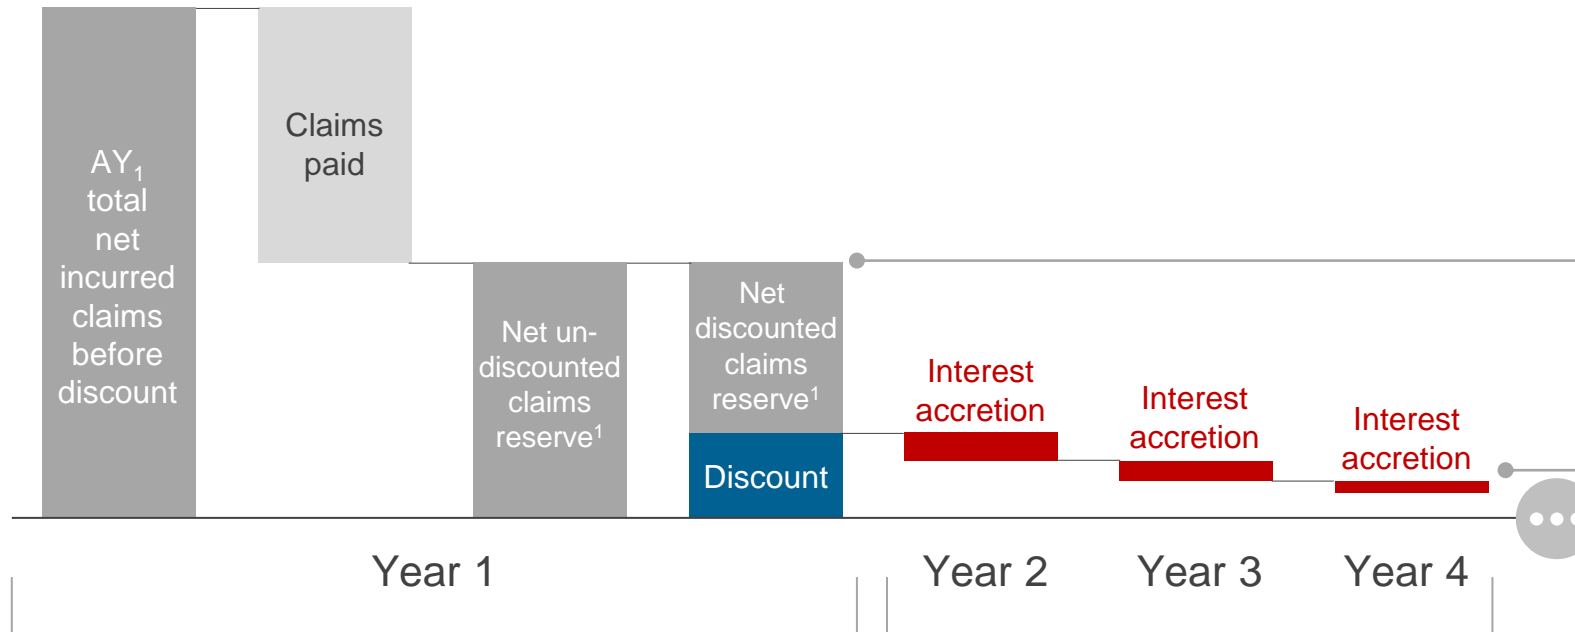 AY1
total
net
incurred
claims
before
discount
Claims
paid
Net un-
discounted
claims
reserve1
Net
discounted
claims
reserve1
Discount
Interest
accretion
Interest
accretion
Interest
accretion
Year 1
Year 2
Year 3
Year 4